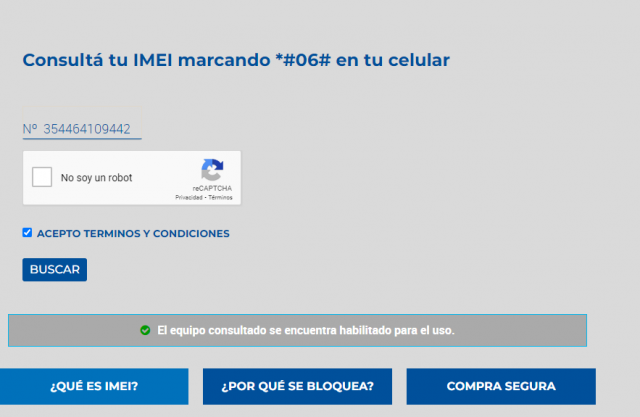 Consultá tu IMEI marcando *#06# en tu celular
Nº 354464109442
No soy un robot
reCAPTCHA
Privacidad - Términos
ACEPTO TERMINOS Y CONDICIONES
BUSCAR
El equipo consultado se encuentra habilitado para el uso.
¿QUÉ ES IMEI?
¿POR QUÉ SE BLOQUEA?
COMPRA SEGURA